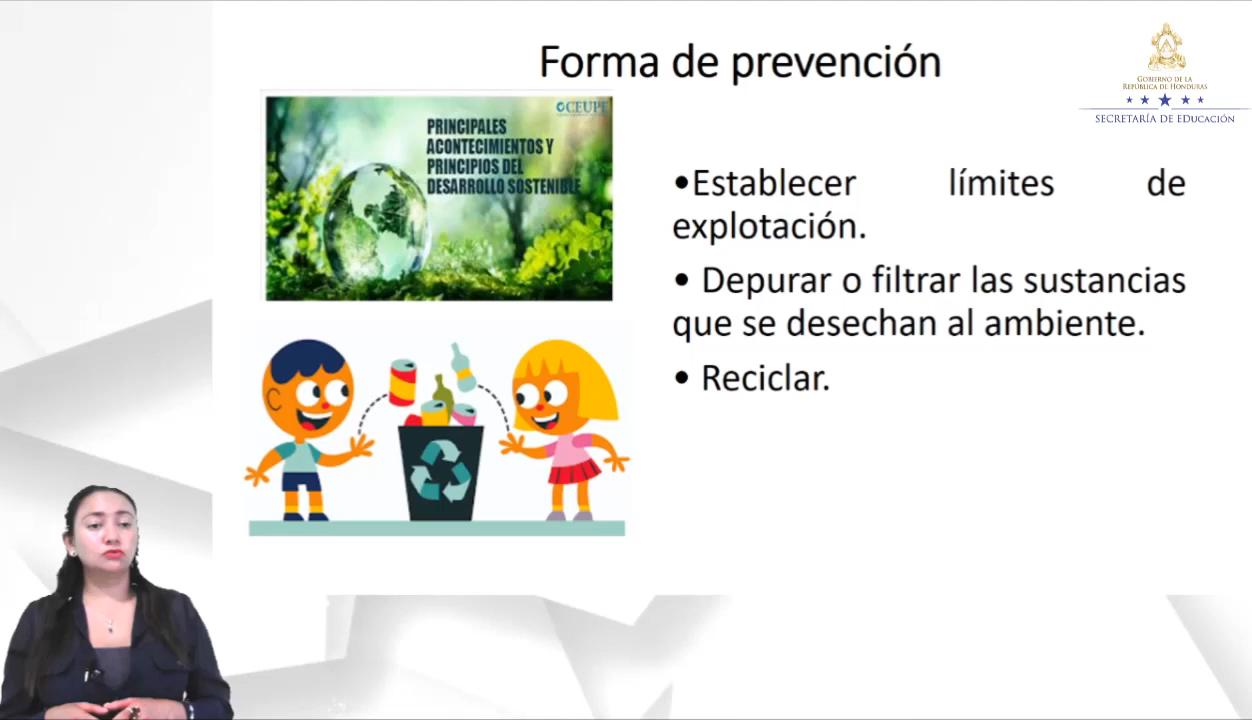 Forma de prevención
GOBIERNO DE LA
REPÚBLICA DE HONDURAS
SECRETARÍA DE EDUCACIÓN
CEUPE
PRINCIPALES
ACONTECIMIENTOS Y
PRINCIPIOS DEL
DESARROLLO SOSTENIBLE
•Establecer límites de
explotación.
• Depurar o filtrar las sustancias
que se desechan al ambiente.
• Reciclar.